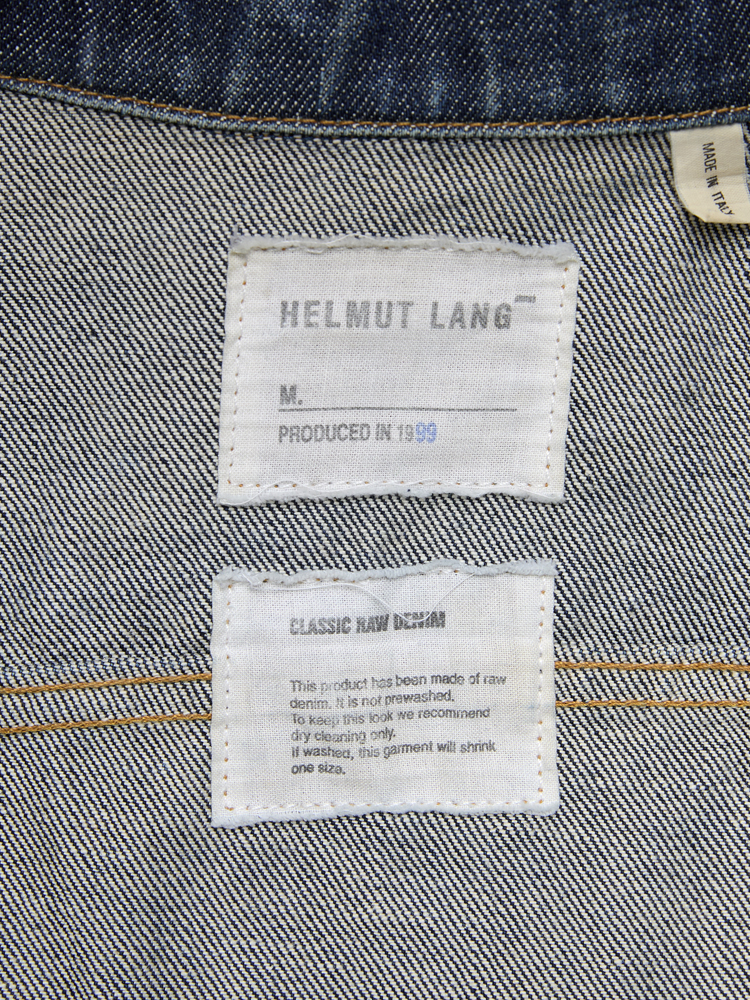 MADE IN ITALY
HELMUT LANG
M.
PRODUCED IN 1999
CLASSIC RAW DENIM
This product has been made of raw
denim. It is not prewashed.
To keep this look we recommend
dry cleaning only.
If washed, this garment will shrink
one size.